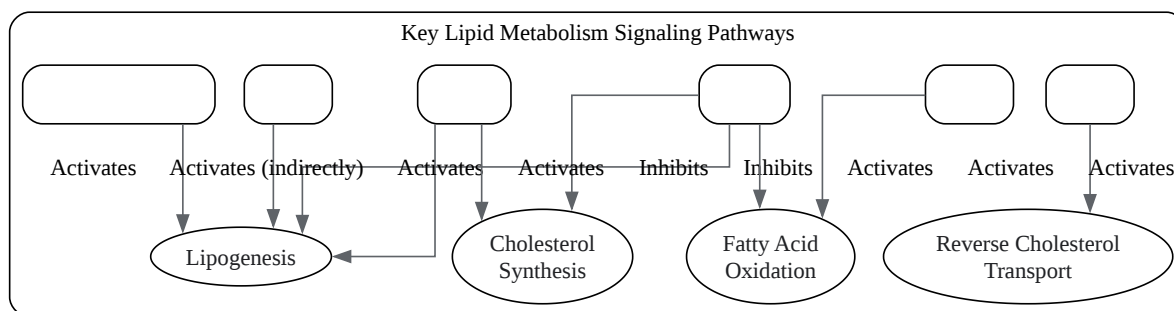 Key Lipid Metabolism Signaling Pathways
Activates
Activates (indirectly)
Activates
Activates
Inhibits
Inhibits
Activates
Activates
Activates
Lipogenesis
Cholesterol
Synthesis
Fatty Acid
Oxidation
Reverse Cholesterol
Transport